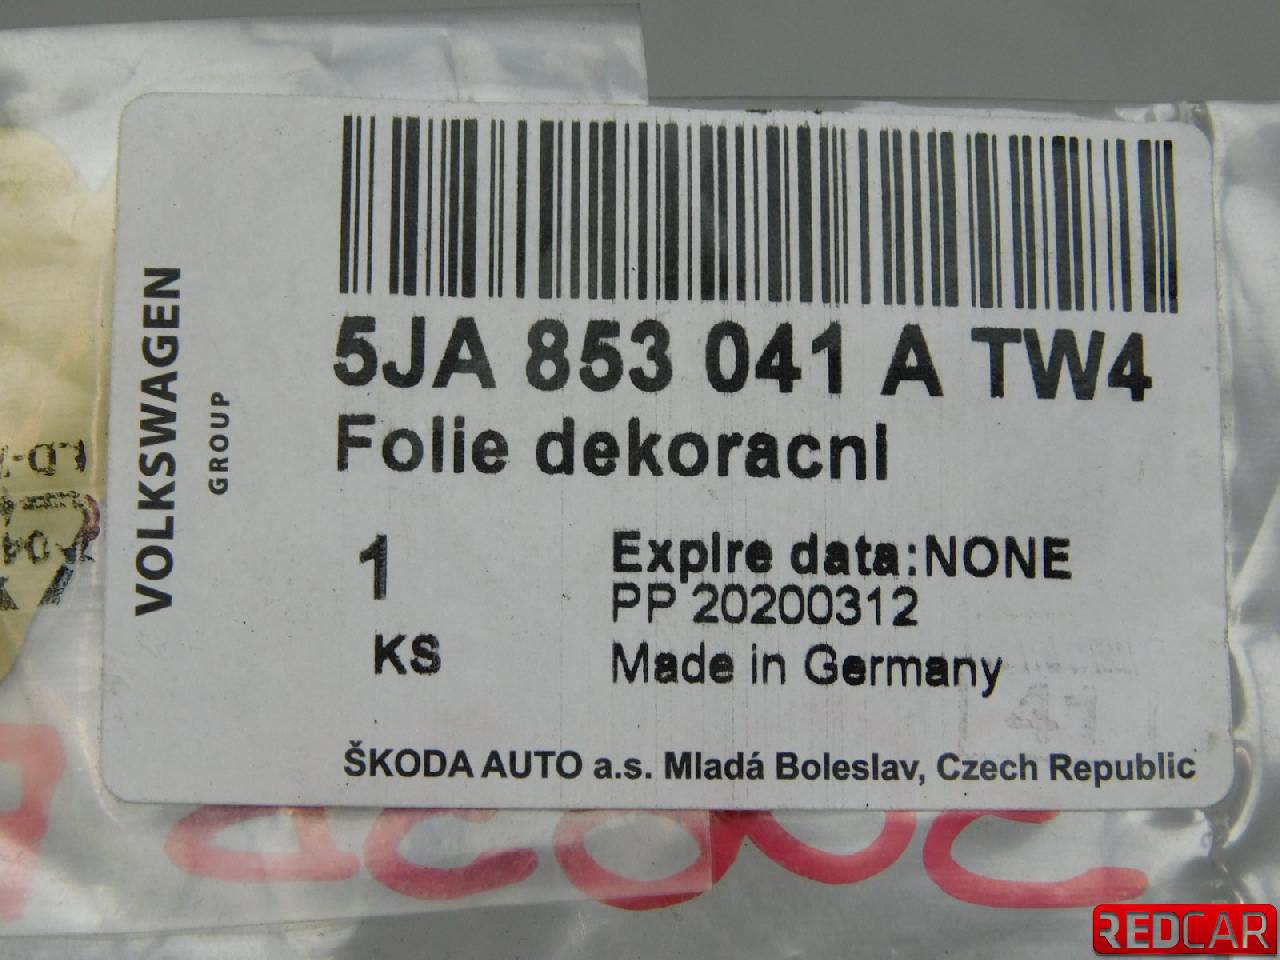 VOLKSWAGEN
GROUP
5JA 853 041 A TW4
Folie dekoracnI
1
KS
ExpIre data:NONE
PP 20200312
Made in Germany
ŠKODA AUTO a.s. Mladá Boleslav, Czech Republic
REDCAR